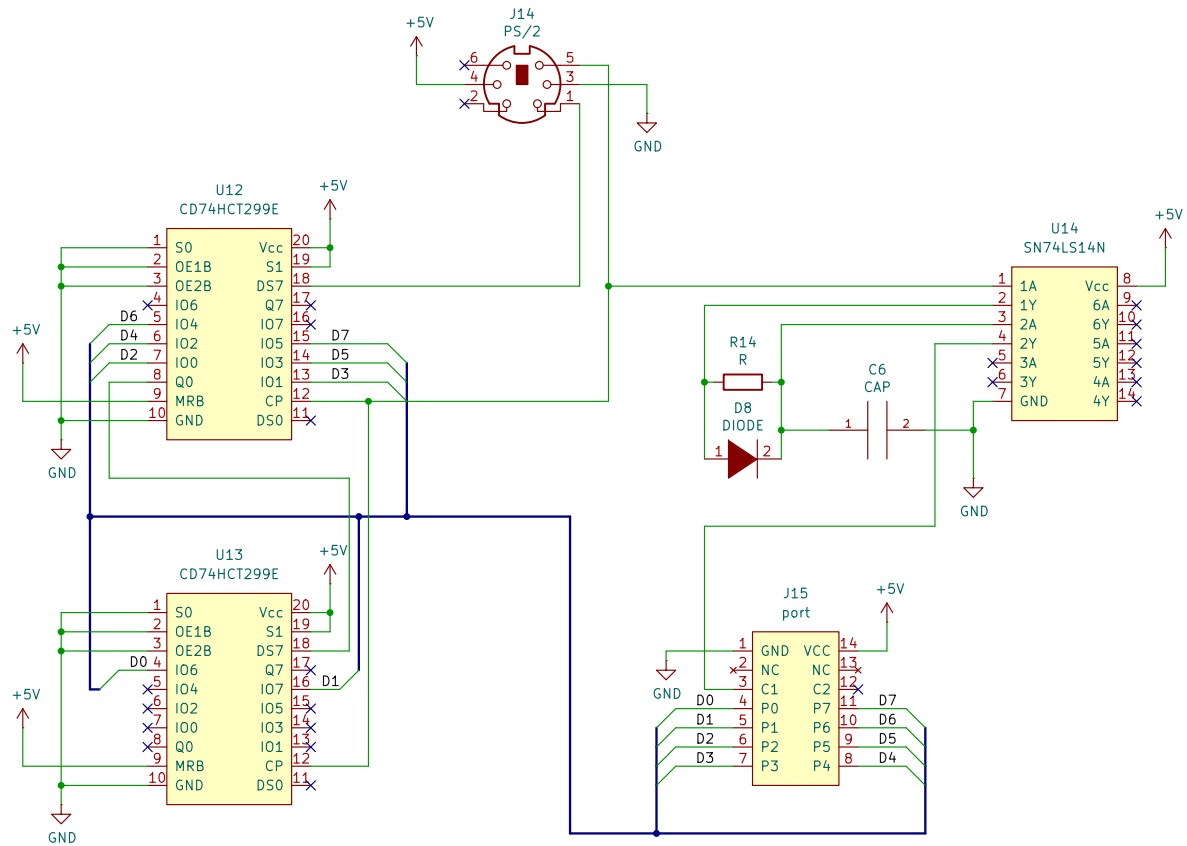 J14
PS/2
+5V
6 5
4 3
2 1
GND
U12
CD74HCT299E
+5V
1 S0 Vcc 20
2 OE1B S1 19
3 OE2B DS7 18
4 IO6 Q7 17
D6 5 IO4 IO7 16
D4 6 IO2 IO5 15 D7
D2 7 IO0 IO3 14 D5
8 Q0 IO1 13 D3
9 MRB CP 12
10 GND DS0 11
+5V
GND
U14
SN74LS14N
+5V
1 1A Vcc 8
2 1Y 6A 9
3 2A 6Y 10
4 2Y 5A 11
5 3A 5Y 12
6 3Y 4A 13
7 GND 4Y 14
R14
R
D8
DIODE
1 2
C6
CAP
1 2
GND
U13
CD74HCT299E
+5V
1 S0 Vcc 20
2 OE1B S1 19
3 OE2B DS7 18
D0 4 IO6 Q7 17
5 IO4 IO7 16 D1
6 IO2 IO5 15
7 IO0 IO3 14
8 Q0 IO1 13
9 MRB CP 12
10 GND DS0 11
+5V
GND
J15
port
+5V
1 GND VCC 14
2 NC NC 13
3 C1 C2 12
D0 4 P0 P7 11 D7
D1 5 P1 P6 10 D6
D2 6 P2 P5 9 D5
D3 7 P3 P4 8 D4
GND